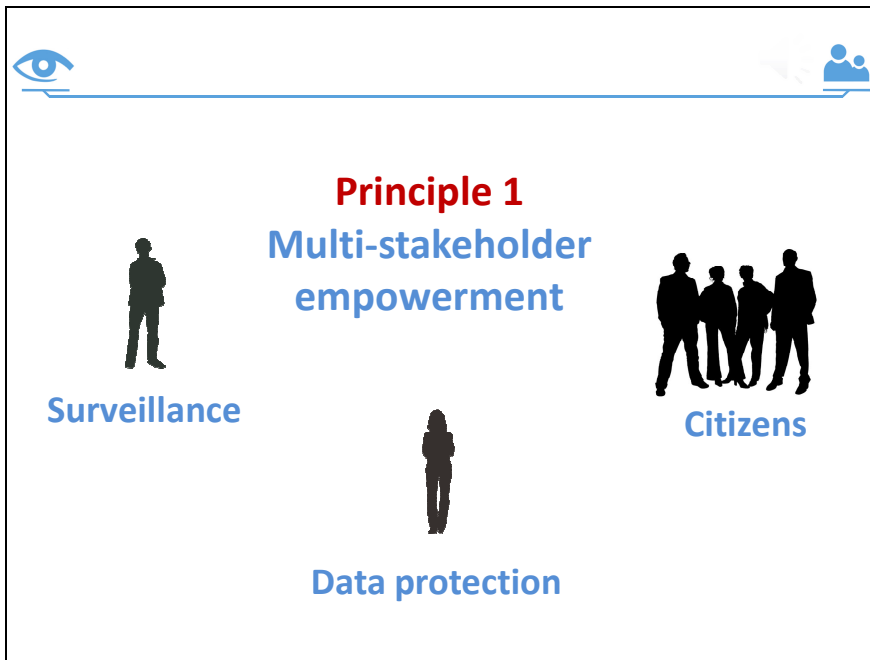 Principle 1
Multi-stakeholder
empowerment
Surveillance
Citizens
Data protection